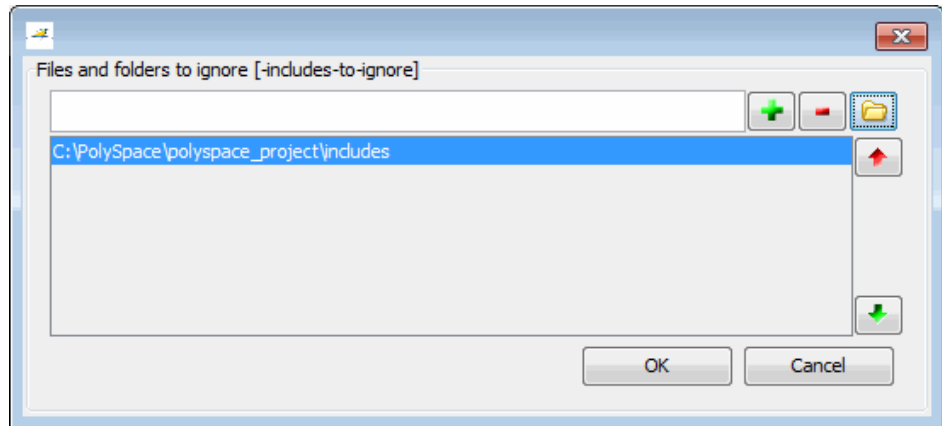 Files and folders to ignore [-includes-to-ignore]
C:\PolySpace\polyspace_project\includes
OK
Cancel